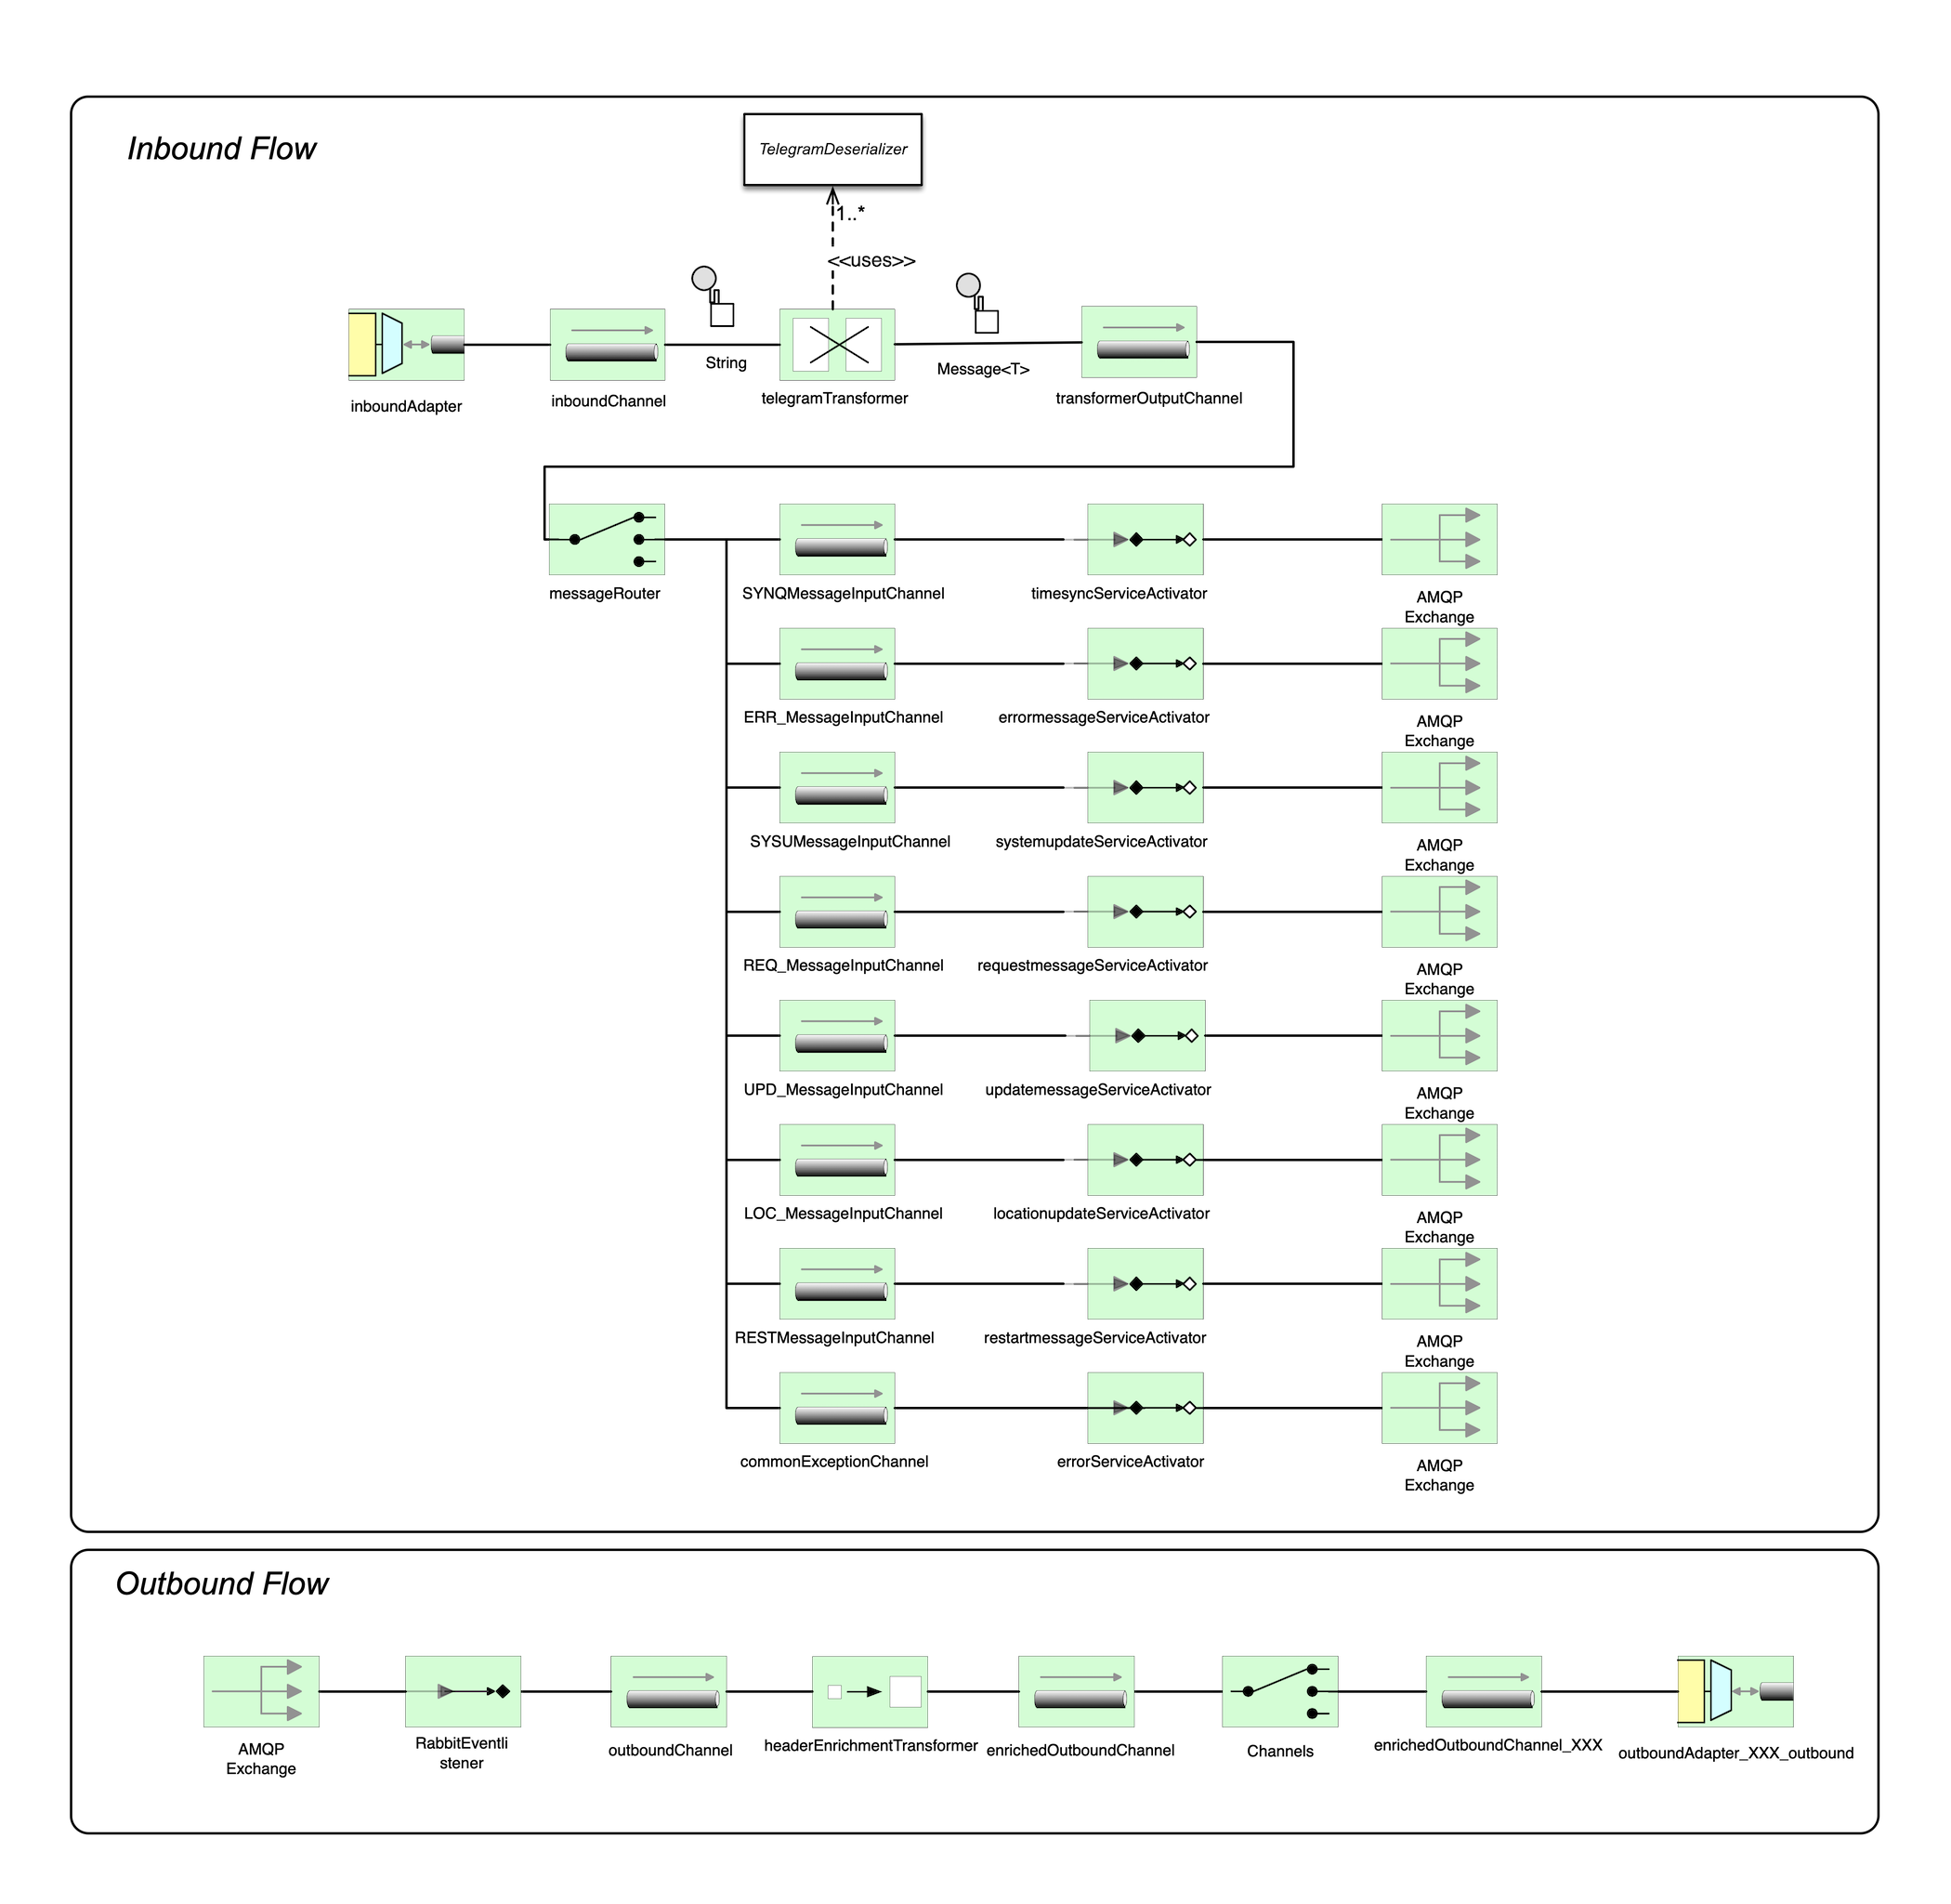 Inbound Flow
TelegramDeserializer
1..*
<<uses>>
String
Message<T>
inboundAdapter
inboundChannel
telegramTransformer
transformerOutputChannel
messageRouter
SYNQMessageInputChannel
timesyncServiceActivator
AMQP
Exchange
ERR_MessageInputChannel
errormessageServiceActivator
AMQP
Exchange
SYSUMessageInputChannel
systemupdateServiceActivator
AMQP
Exchange
REQ_MessageInputChannel
requestmessageServiceActivator
AMQP
Exchange
UPD_MessageInputChannel
updatemessageServiceActivator
AMQP
Exchange
LOC_MessageInputChannel
locationupdateServiceActivator
AMQP
Exchange
RESTMessageInputChannel
restartmessageServiceActivator
AMQP
Exchange
commonExceptionChannel
errorServiceActivator
AMQP
Exchange
Outbound Flow
AMQP
Exchange
RabbitEventli
stener
outboundChannel
headerEnrichmentTransformer
enrichedOutboundChannel
Channels
enrichedOutboundChannel_XXX
outboundAdapter_XXX_outbound